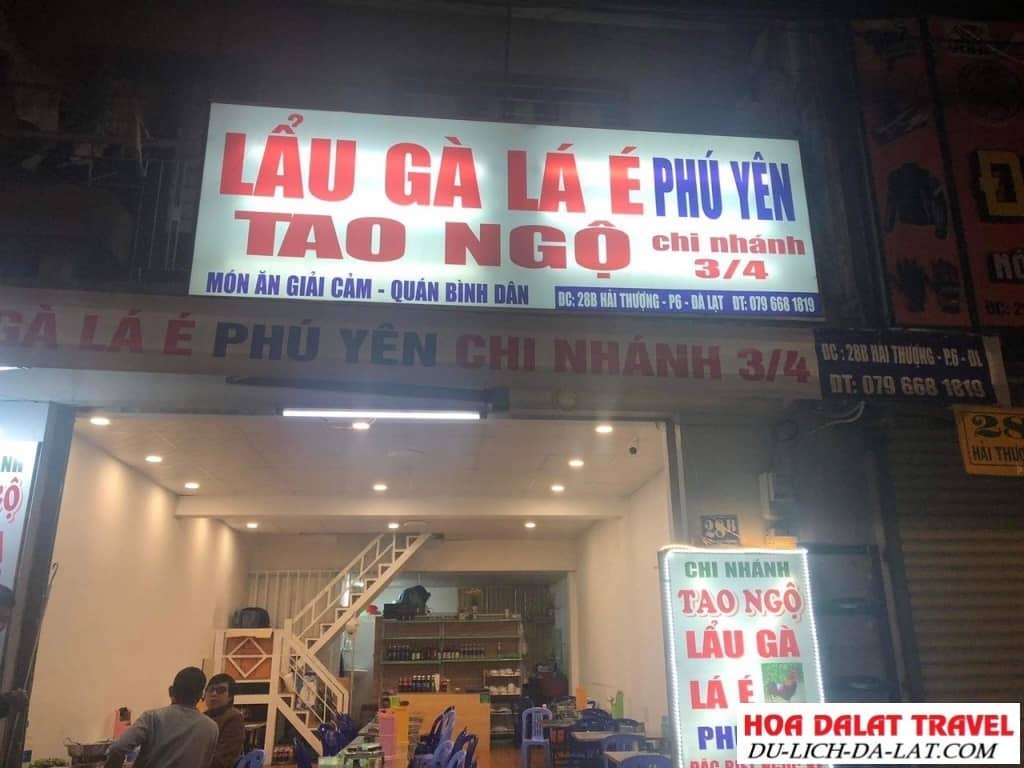 LẨU GÀ LÁ É PHÚ YÊN
TAO NGỘ chi nhánh
3/4
MÓN ĂN GIẢI CẢM - QUÁN BÌNH DÂN
ĐC: 28B HẢI THƯỢNG - P6 - ĐÀ LẠT ĐT: 079 668 1819
GÀ LÁ É PHÚ YÊN CHI NHÁNH 3/4
ĐC : 28B HẢI THƯỢNG - P.6 - ĐL
ĐT: 079 668 1819
28
HẢI
28B
CHI NHÁNH
TAO NGỘ
LẨU GÀ
LÁ É
HOA DALAT TRAVEL
DU-LICH-DA-LAT.COM